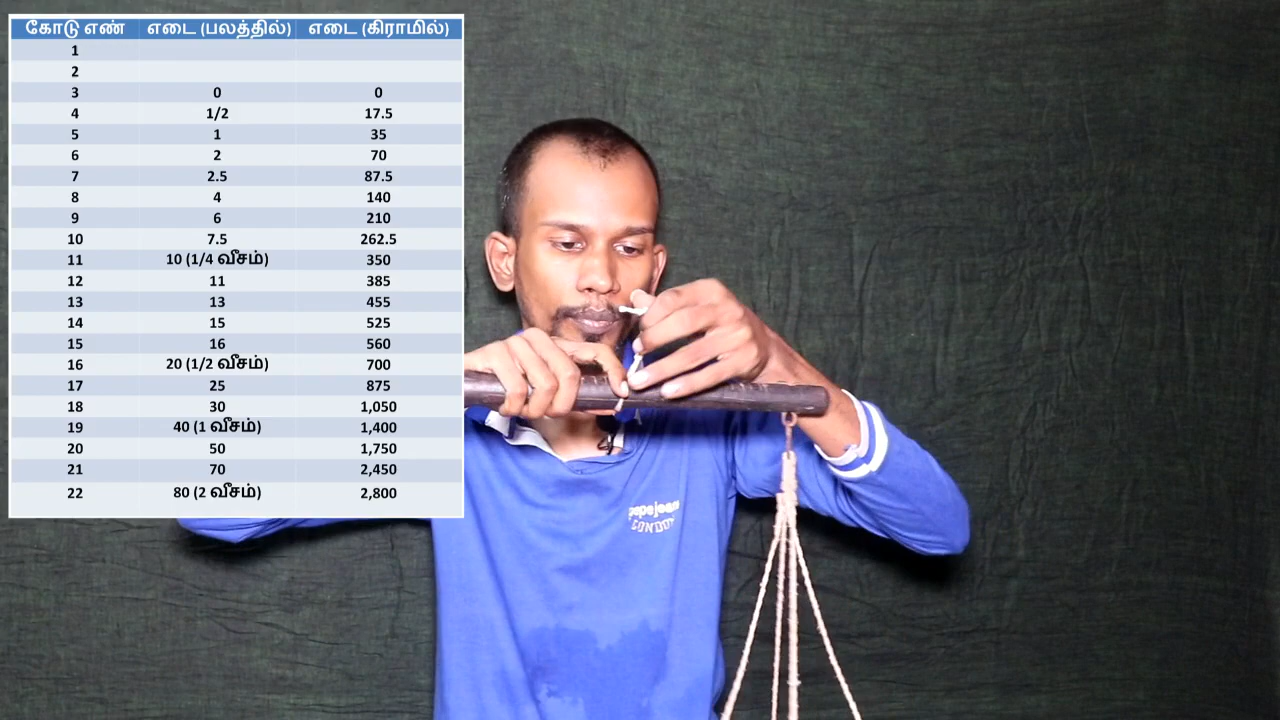 கோடு எண் எடை (பலத்தில்) எடை (கிராமில்)
1
2
3 0 0
4 1/2 17.5
5 1 35
6 2 70
7 2.5 87.5
8 4 140
9 6 210
10 7.5 262.5
11 10 (1/4 வீசம்) 350
12 11 385
13 13 455
14 15 525
15 16 560
16 20 (1/2 வீசம்) 700
17 25 875
18 30 1,050
19 40 (1 வீசம்) 1,400
20 50 1,750
21 70 2,450
22 80 (2 வீசம்) 2,800
pepe jeans
LONDON